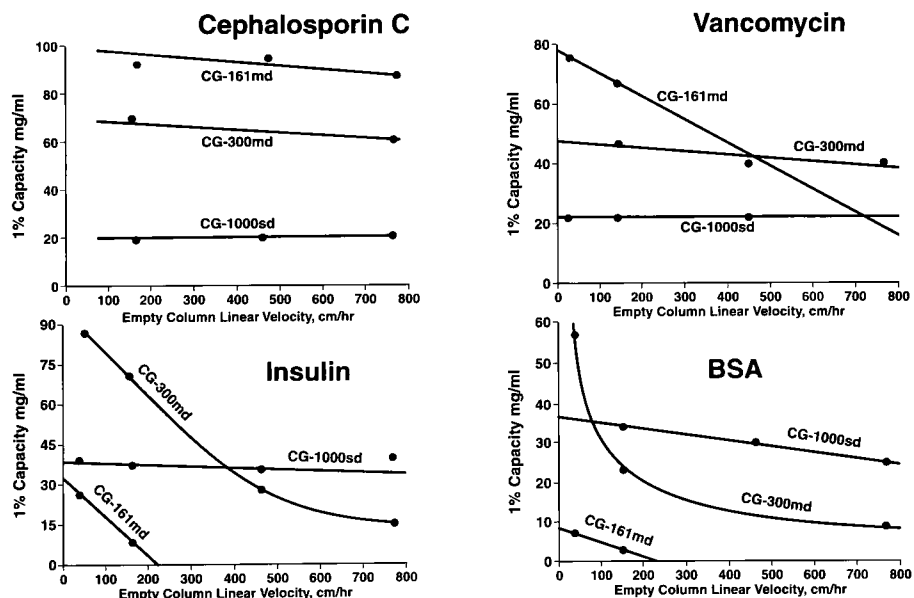 Cephalosporin C
1% Capacity mg/ml
100
80
60
40
20
0
CG-161md
CG-300md
CG-1000sd
0 100 200 300 400 500 600 700 800
Empty Column Linear Velocity, cm/hr
Vancomycin
1% Capacity mg/ml
80
60
40
20
0
CG-161md
CG-300md
CG-1000sd
0 100 200 300 400 500 600 700 800
Empty Column Linear Velocity, cm/hr
Insulin
1% Capacity mg/ml
90
75
60
45
30
15
0
CG-300md
CG-1000sd
CG-161md
0 100 200 300 400 500 600 700 800
Empty Column Linear Velocity, cm/hr
BSA
1% Capacity mg/ml
60
50
40
30
20
10
0
CG-1000sd
CG-300md
CG-161md
0 100 200 300 400 500 600 700 800
Empty Column Linear Velocity, cm/hr